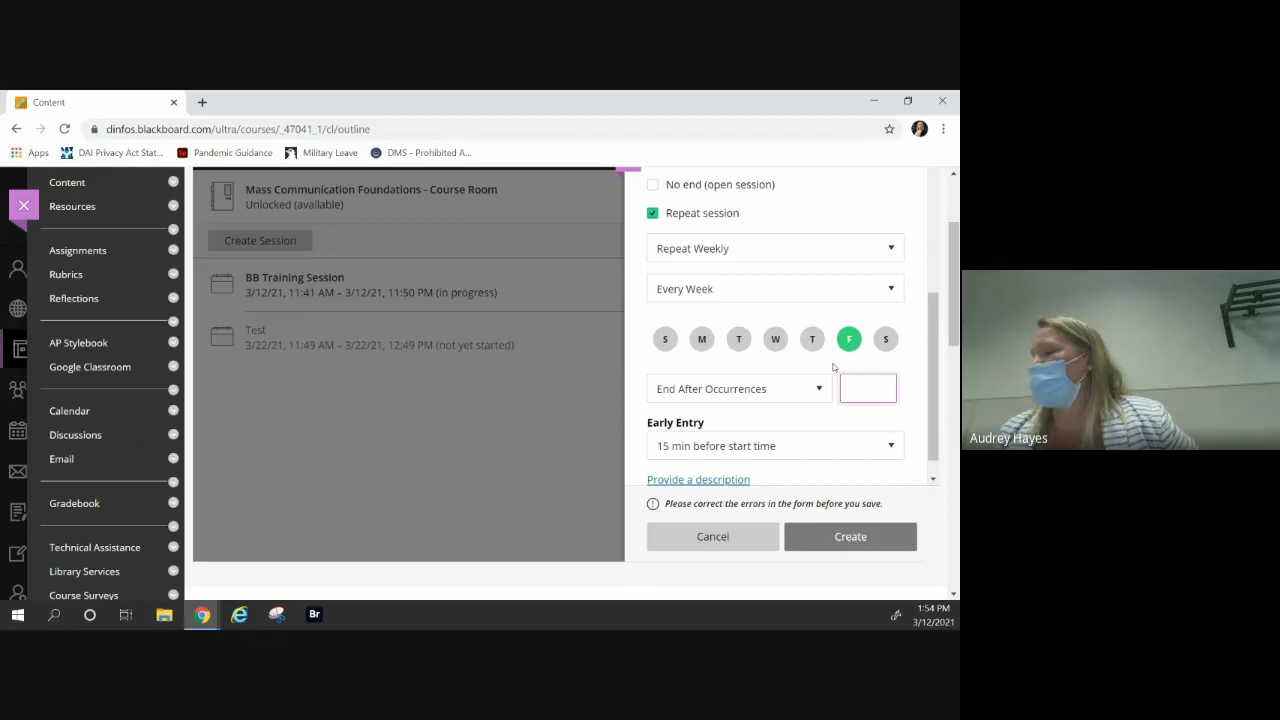 Content
dinfos.blackboard.com/ultra/courses/_47041_1/cl/outline
Apps
DAI Privacy Act Stat...
Pandemic Guidance
Military Leave
DMS - Prohibited A...
Content
Resources
Assignments
Rubrics
Reflections
AP Stylebook
Google Classroom
Calendar
Discussions
Email
Gradebook
Technical Assistance
Library Services
Course Surveys
Mass Communication Foundations - Course Room
Unlocked (available)
Create Session
BB Training Session
3/12/21, 11:41 AM – 3/12/21, 11:50 PM (in progress)
Test
3/22/21, 11:49 AM – 3/22/21, 12:49 PM (not yet started)
No end (open session)
Repeat session
Repeat Weekly
Every Week
S M T W T F S
End After Occurrences
Early Entry
15 min before start time
Provide a description
Please correct the errors in the form before you save.
Cancel
Create
Audrey Hayes
Br
1:54 PM
3/12/2021